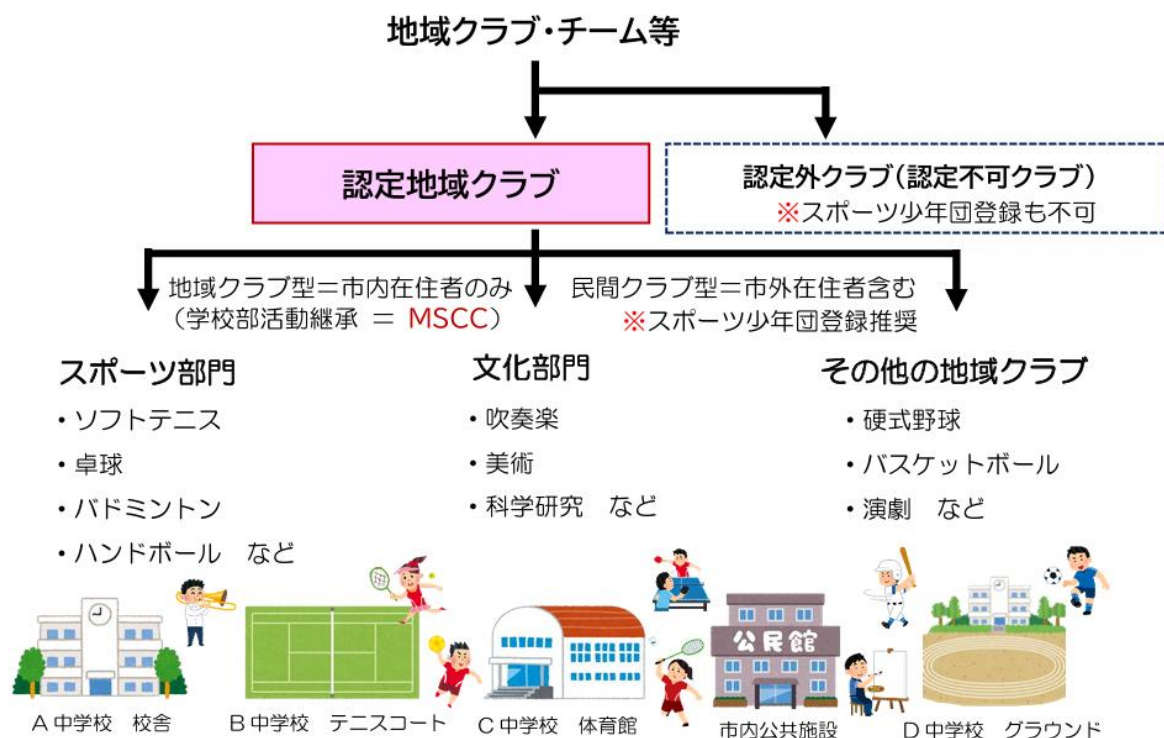 地域クラブ・チーム等
認定地域クラブ
認定外クラブ(認定不可クラブ)
※スポーツ少年団登録も不可
地域クラブ型＝市内在住者のみ
（学校部活動継承 ＝ MSCC）
民間クラブ型＝市外在住者含む
※スポーツ少年団登録推奨
スポーツ部門
・ソフトテニス
・卓球
・バドミントン
・ハンドボール　など
文化部門
・吹奏楽
・美術
・科学研究　など
その他の地域クラブ
・硬式野球
・バスケットボール
・演劇　など
公民館
A中学校　校舎
B中学校　テニスコート
C中学校　体育館
市内公共施設
D中学校　グラウンド